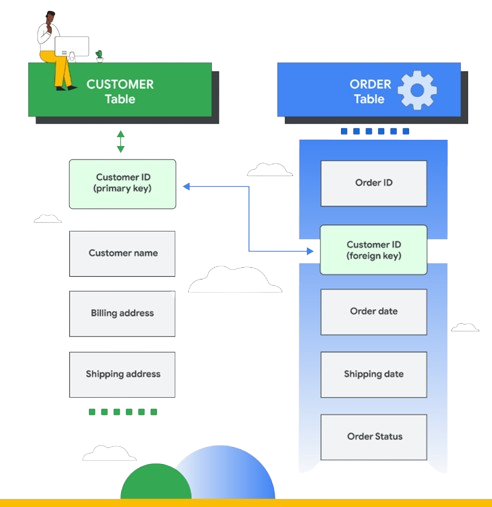 CUSTOMER
Table
Customer ID
(primary key)
Customer name
Billing address
Shipping address
ORDER
Table
Order ID
Customer ID
(foreign key)
Order date
Shipping date
Order Status